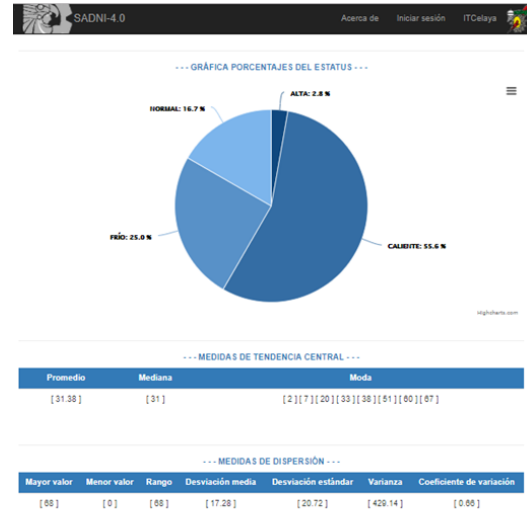 SADNI-4.0 Acerca de Iniciar sesión ITCelaya
- - - GRÁFICA PORCENTAJES DEL ESTATUS - - -
ALTA: 2.8 %
NORMAL: 16.7 %
FRÍO: 25.0 %
CALIENTE: 55.6 %
Highcharts.com
- - - MEDIDAS DE TENDENCIA CENTRAL - - -
Promedio Mediana Moda
[ 31.38 ] [ 31 ] [ 2 ] [ 7 ] [ 20 ] [ 33 ] [ 38 ] [ 51 ] [ 60 ] [ 67 ]
- - - MEDIDAS DE DISPERSIÓN - - -
Mayor valor Menor valor Rango Desviación media Desviación estándar Varianza Coeficiente de variación
[ 68 ] [ 0 ] [ 68 ] [ 17.28 ] [ 20.72 ] [ 429.14 ] [ 0.66 ]